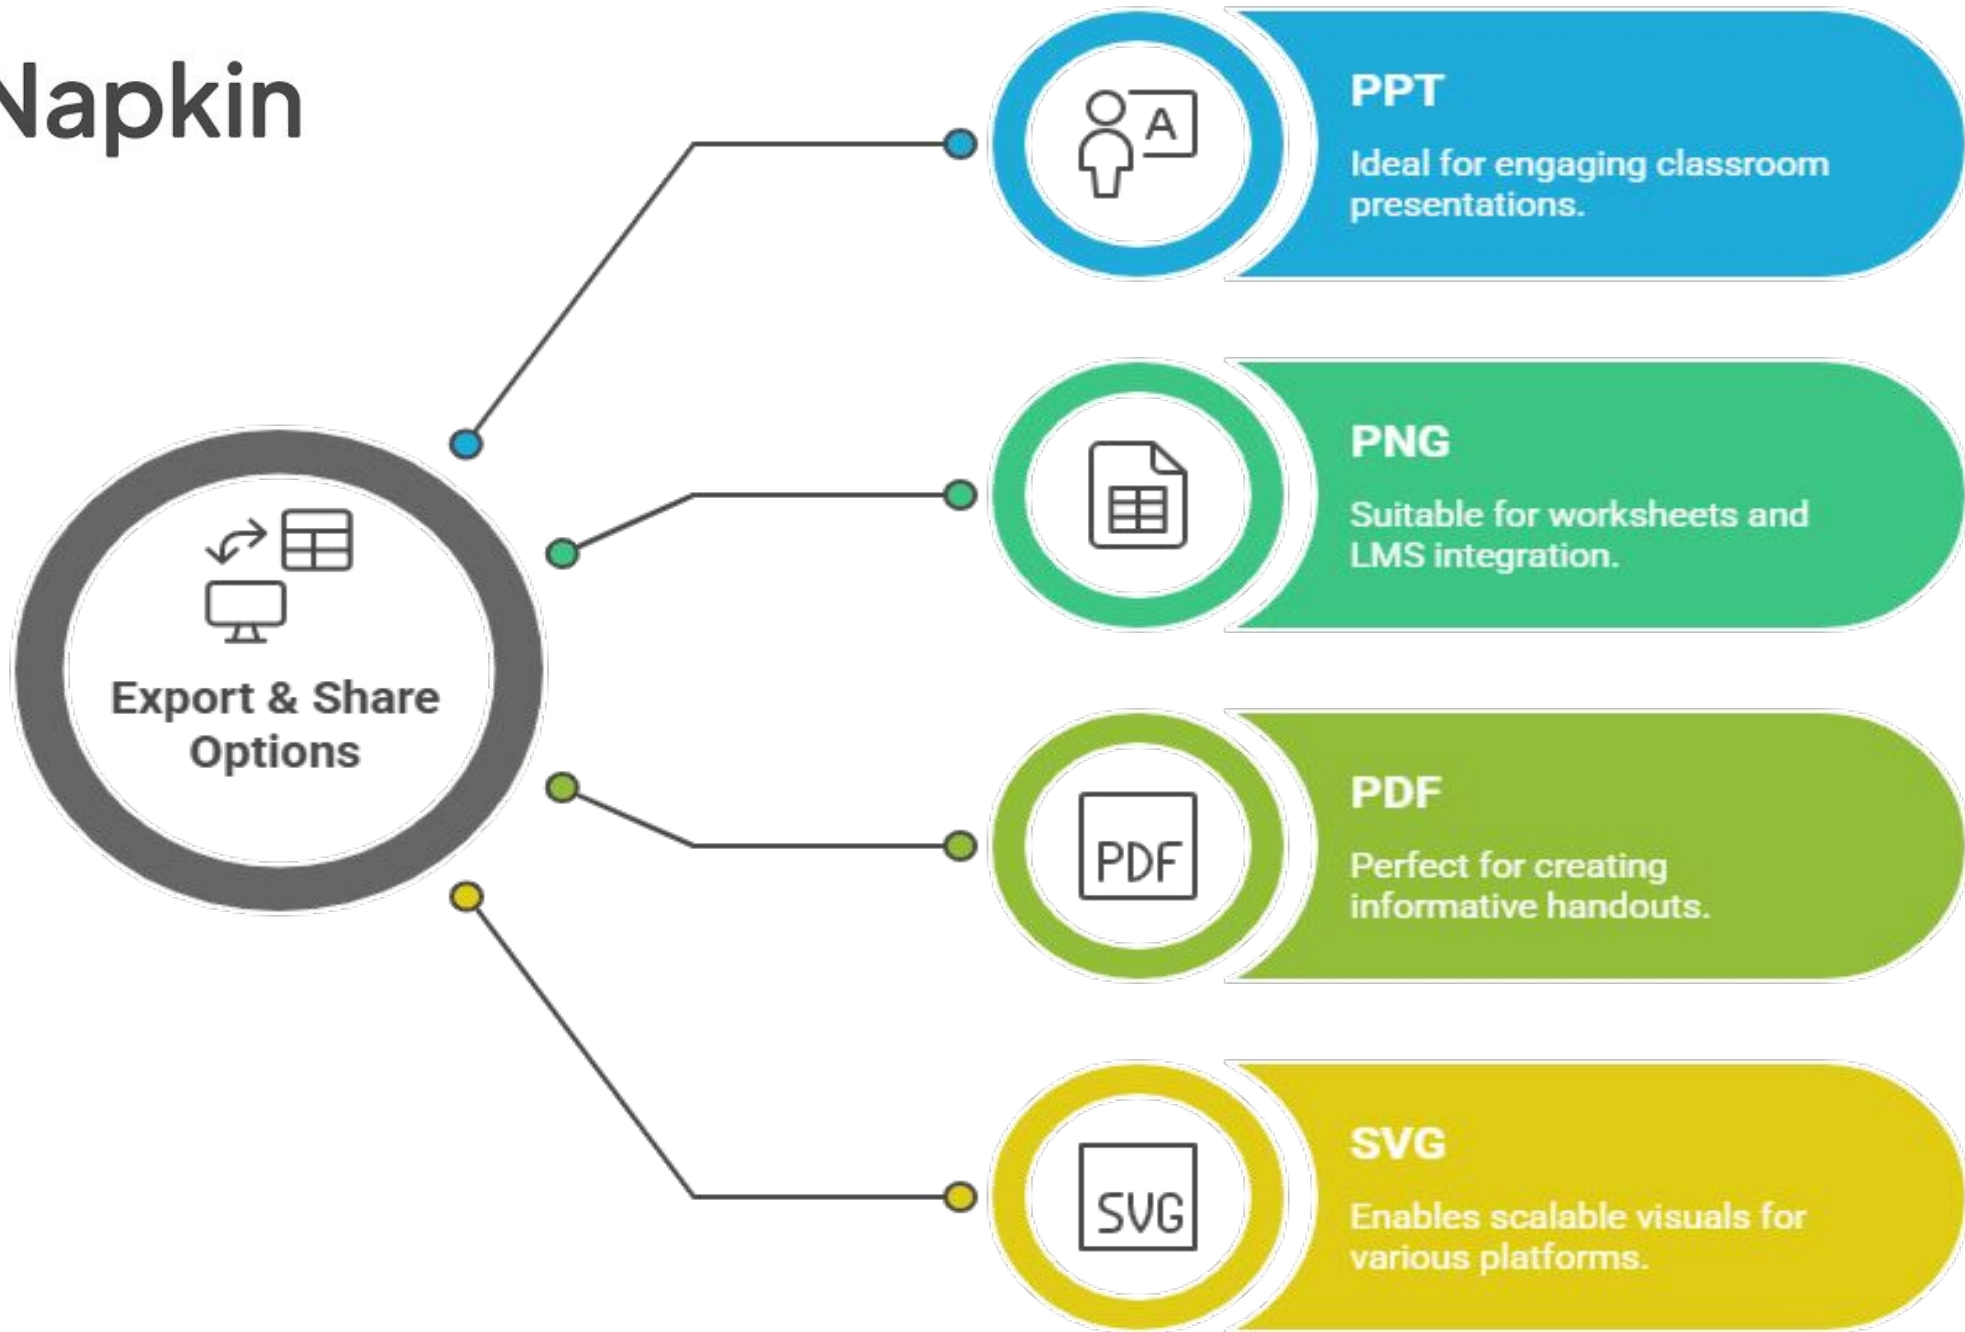 Napkin
Export & Share
Options
PPT
Ideal for engaging classroom
presentations.
A
PNG
Suitable for worksheets and
LMS integration.
PDF
Perfect for creating
informative handouts.
PDF
SVG
Enables scalable visuals for
various platforms.
SVG